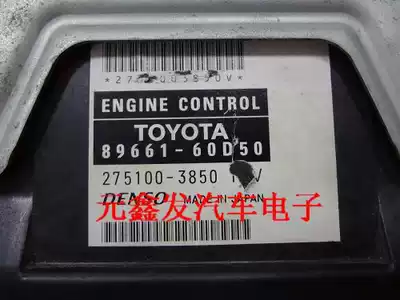 ENGINE CONTROL
TOYOTA
89661-60D50
275100-3850 V
DENSO MADE IN JAPAN
元鑫发汽车电子